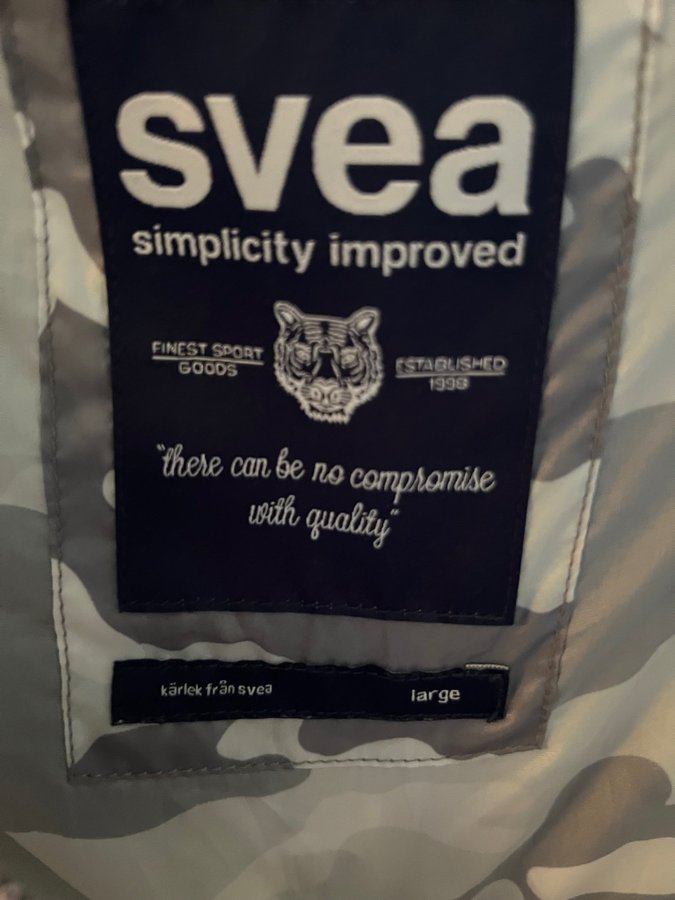 svea
simplicity improved
FINEST SPORT
GOODS
ESTABLISHED
1998
"there can be no compromise
with quality"
kärlek från svea
large